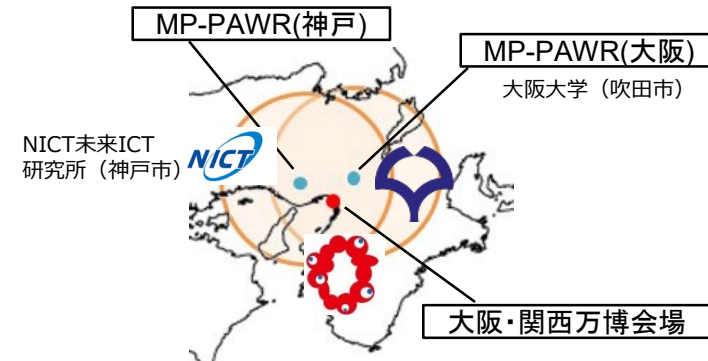 MP-PAWR(神戸)
MP-PAWR(大阪)
大阪大学（吹田市）
NICT未来ICT
研究所（神戸市）
NICT
大阪・関西万博会場